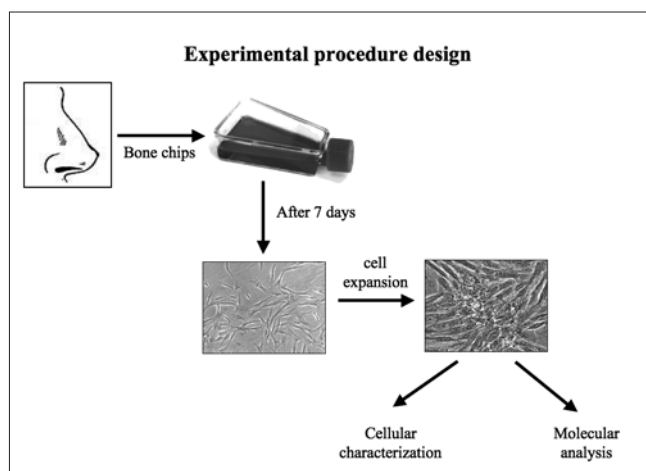 Experimental procedure design
Bone chips
After 7 days
cell
expansion
Cellular
characterization
Molecular
analysis